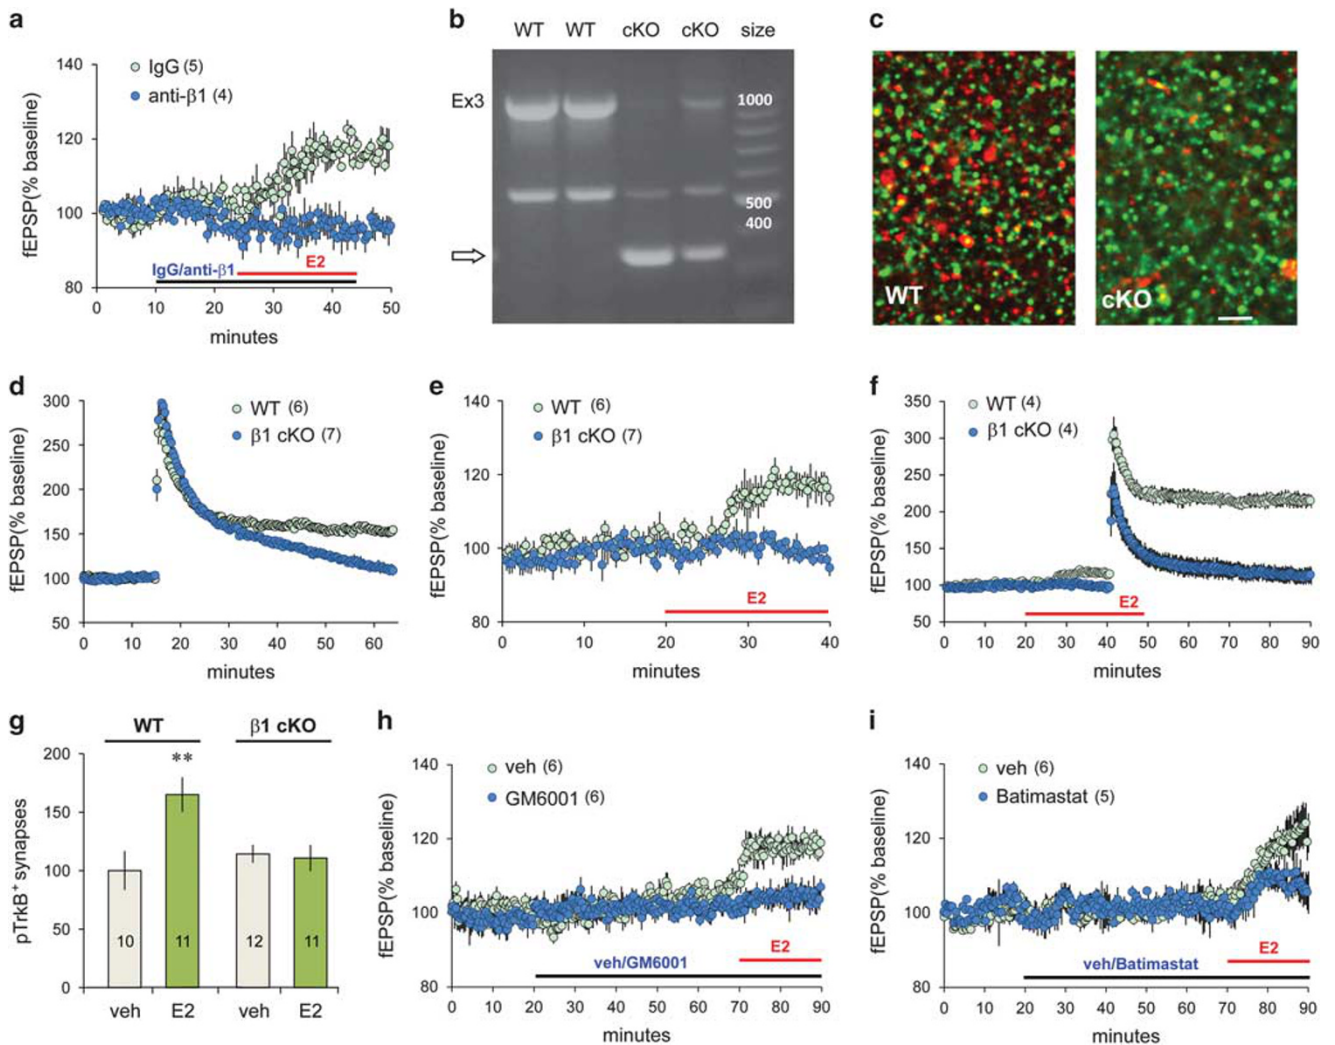 a
fEPSP(% baseline)
140
120
100
80
IgG (5)
anti-β1 (4)
IgG/anti-β1
E2
0 10 20 30 40 50
minutes
b
WT WT cKO cKO size
Ex3
1000
500
400
c
WT
cKO
d
fEPSP(% baseline)
300
250
200
150
100
50
WT (6)
β1 cKO (7)
0 10 20 30 40 50 60
minutes
e
fEPSP(% baseline)
140
120
100
80
WT (6)
β1 cKO (7)
E2
0 10 20 30 40
minutes
f
fEPSP(% baseline)
350
300
250
200
150
100
50
WT (4)
β1 cKO (4)
E2
0 10 20 30 40 50 60 70 80 90
minutes
g
WT β1 cKO
pTrkB+ synapses
200
150
100
50
0
**
10 11 12 11
veh E2 veh E2
h
fEPSP(% baseline)
140
120
100
80
veh (6)
GM6001 (6)
E2
veh/GM6001
0 10 20 30 40 50 60 70 80 90
minutes
i
fEPSP(% baseline)
140
120
100
80
veh (6)
Batimastat (5)
E2
veh/Batimastat
0 10 20 30 40 50 60 70 80 90
minutes